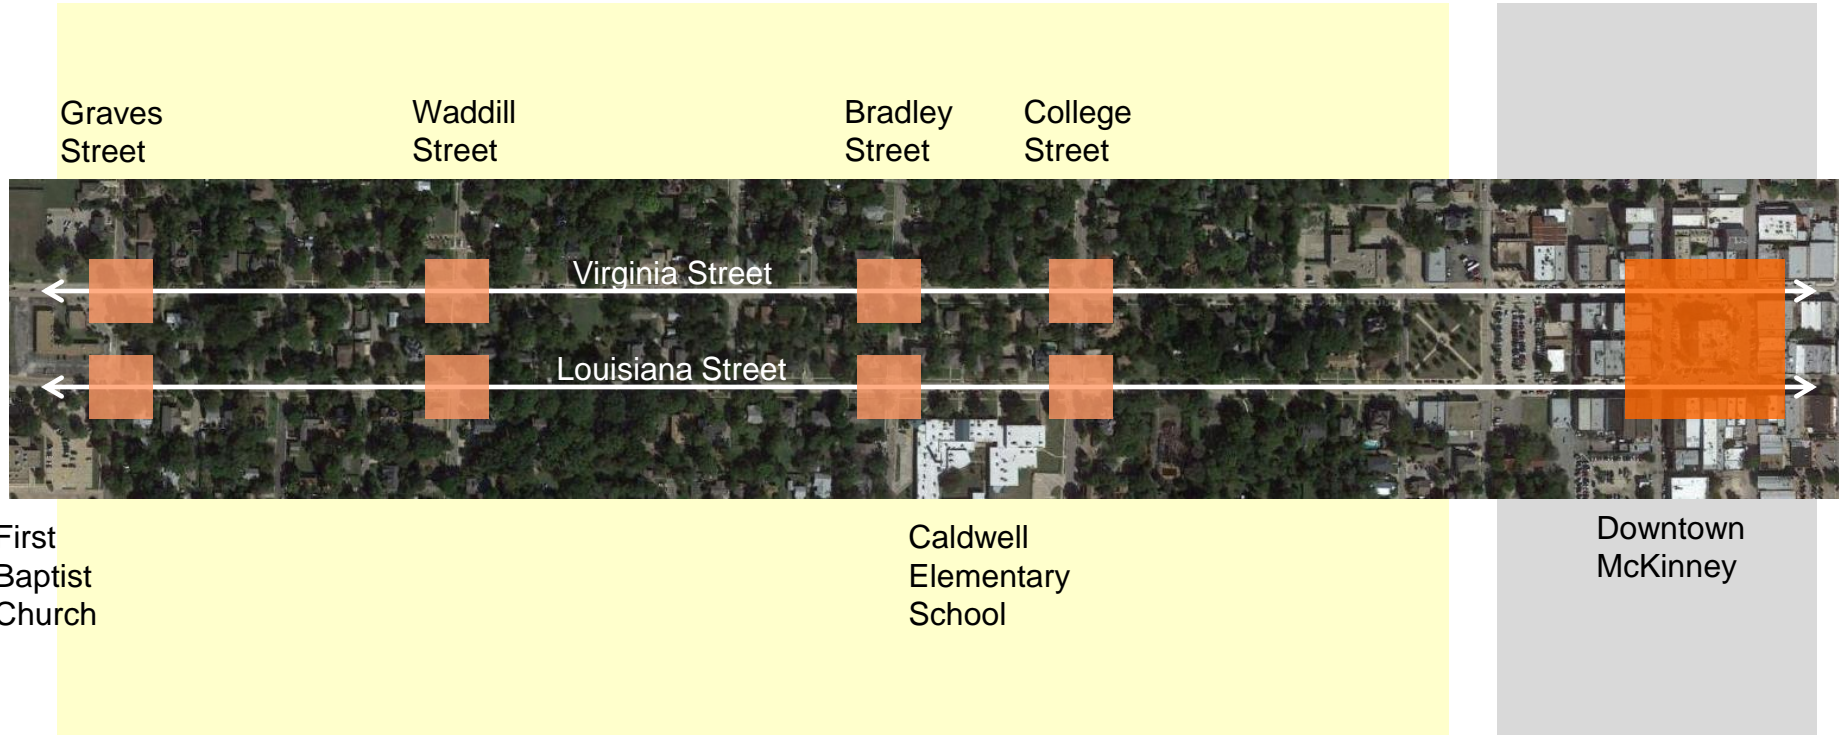 Graves
Street
Waddill
Street
Bradley
Street
College
Street
Virginia Street
Louisiana Street
First
Baptist
Church
Caldwell
Elementary
School
Downtown
McKinney